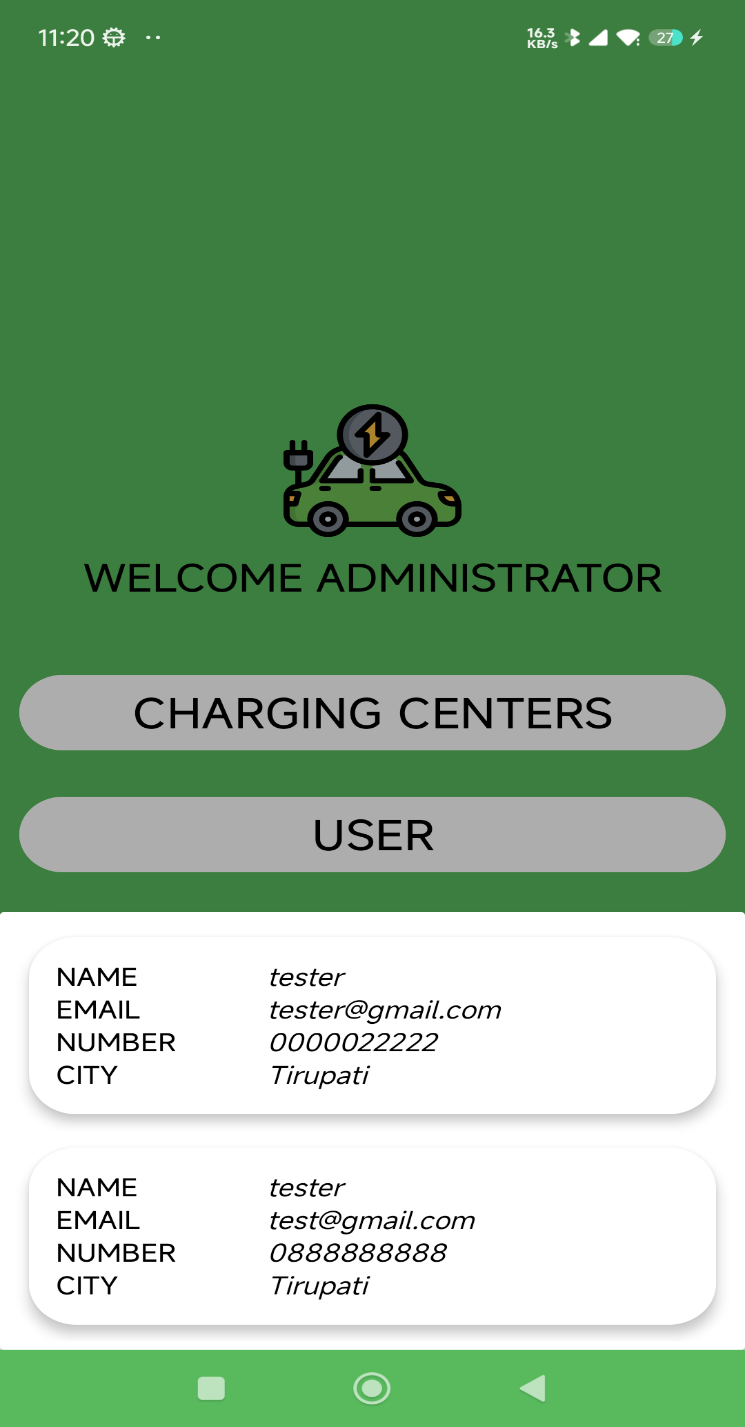 11:20
16.3
KB/s
27
WELCOME ADMINISTRATOR
CHARGING CENTERS
USER
NAME tester
EMAIL tester@gmail.com
NUMBER 0000022222
CITY Tirupati
NAME tester
EMAIL test@gmail.com
NUMBER 0888888888
CITY Tirupati